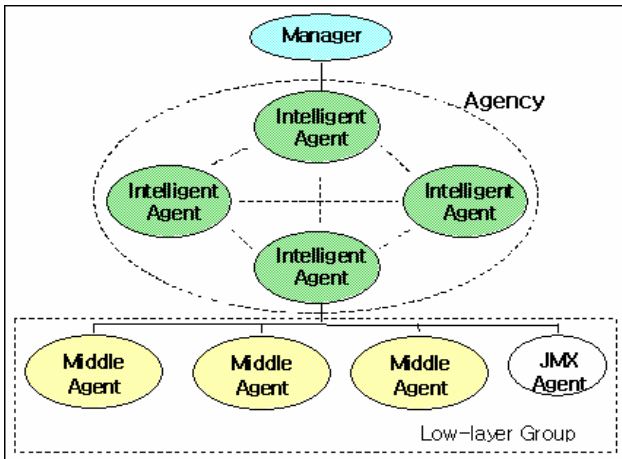 Manager
Agency
Intelligent
Agent
Intelligent
Agent
Intelligent
Agent
Intelligent
Agent
Middle
Agent
Middle
Agent
Middle
Agent
JMX
Agent
Low-layer Group